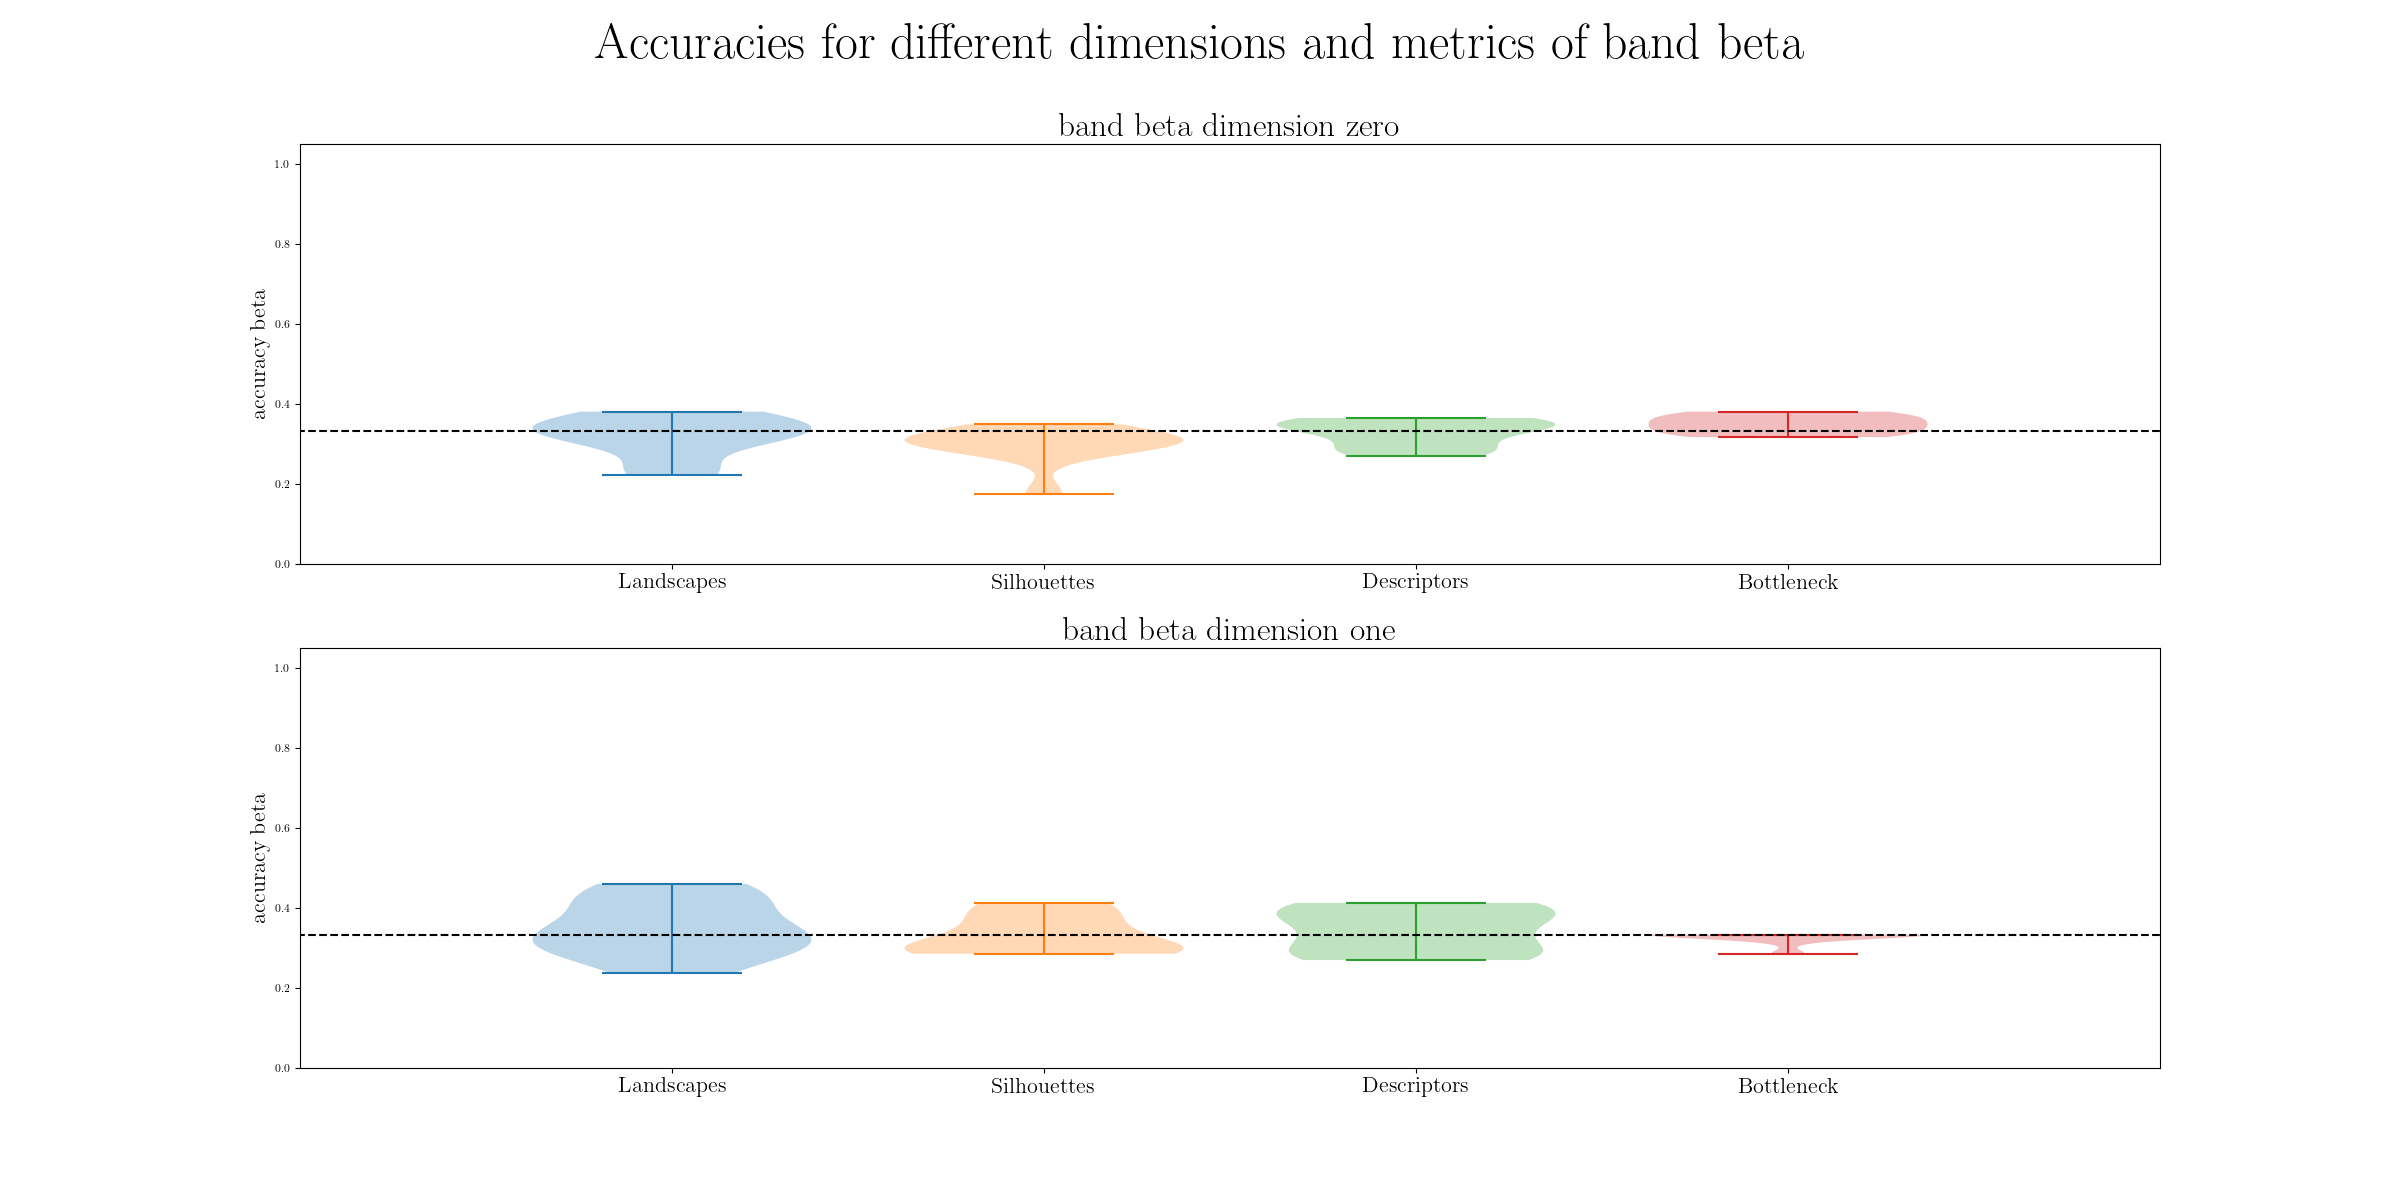 Accuracies for different dimensions and metrics of band beta
band beta dimension zero
accuracy beta
1.0
0.8
0.6
0.4
0.2
0.0
Landscapes Silhouettes Descriptors Bottleneck
band beta dimension one
accuracy beta
1.0
0.8
0.6
0.4
0.2
0.0
Landscapes Silhouettes Descriptors Bottleneck